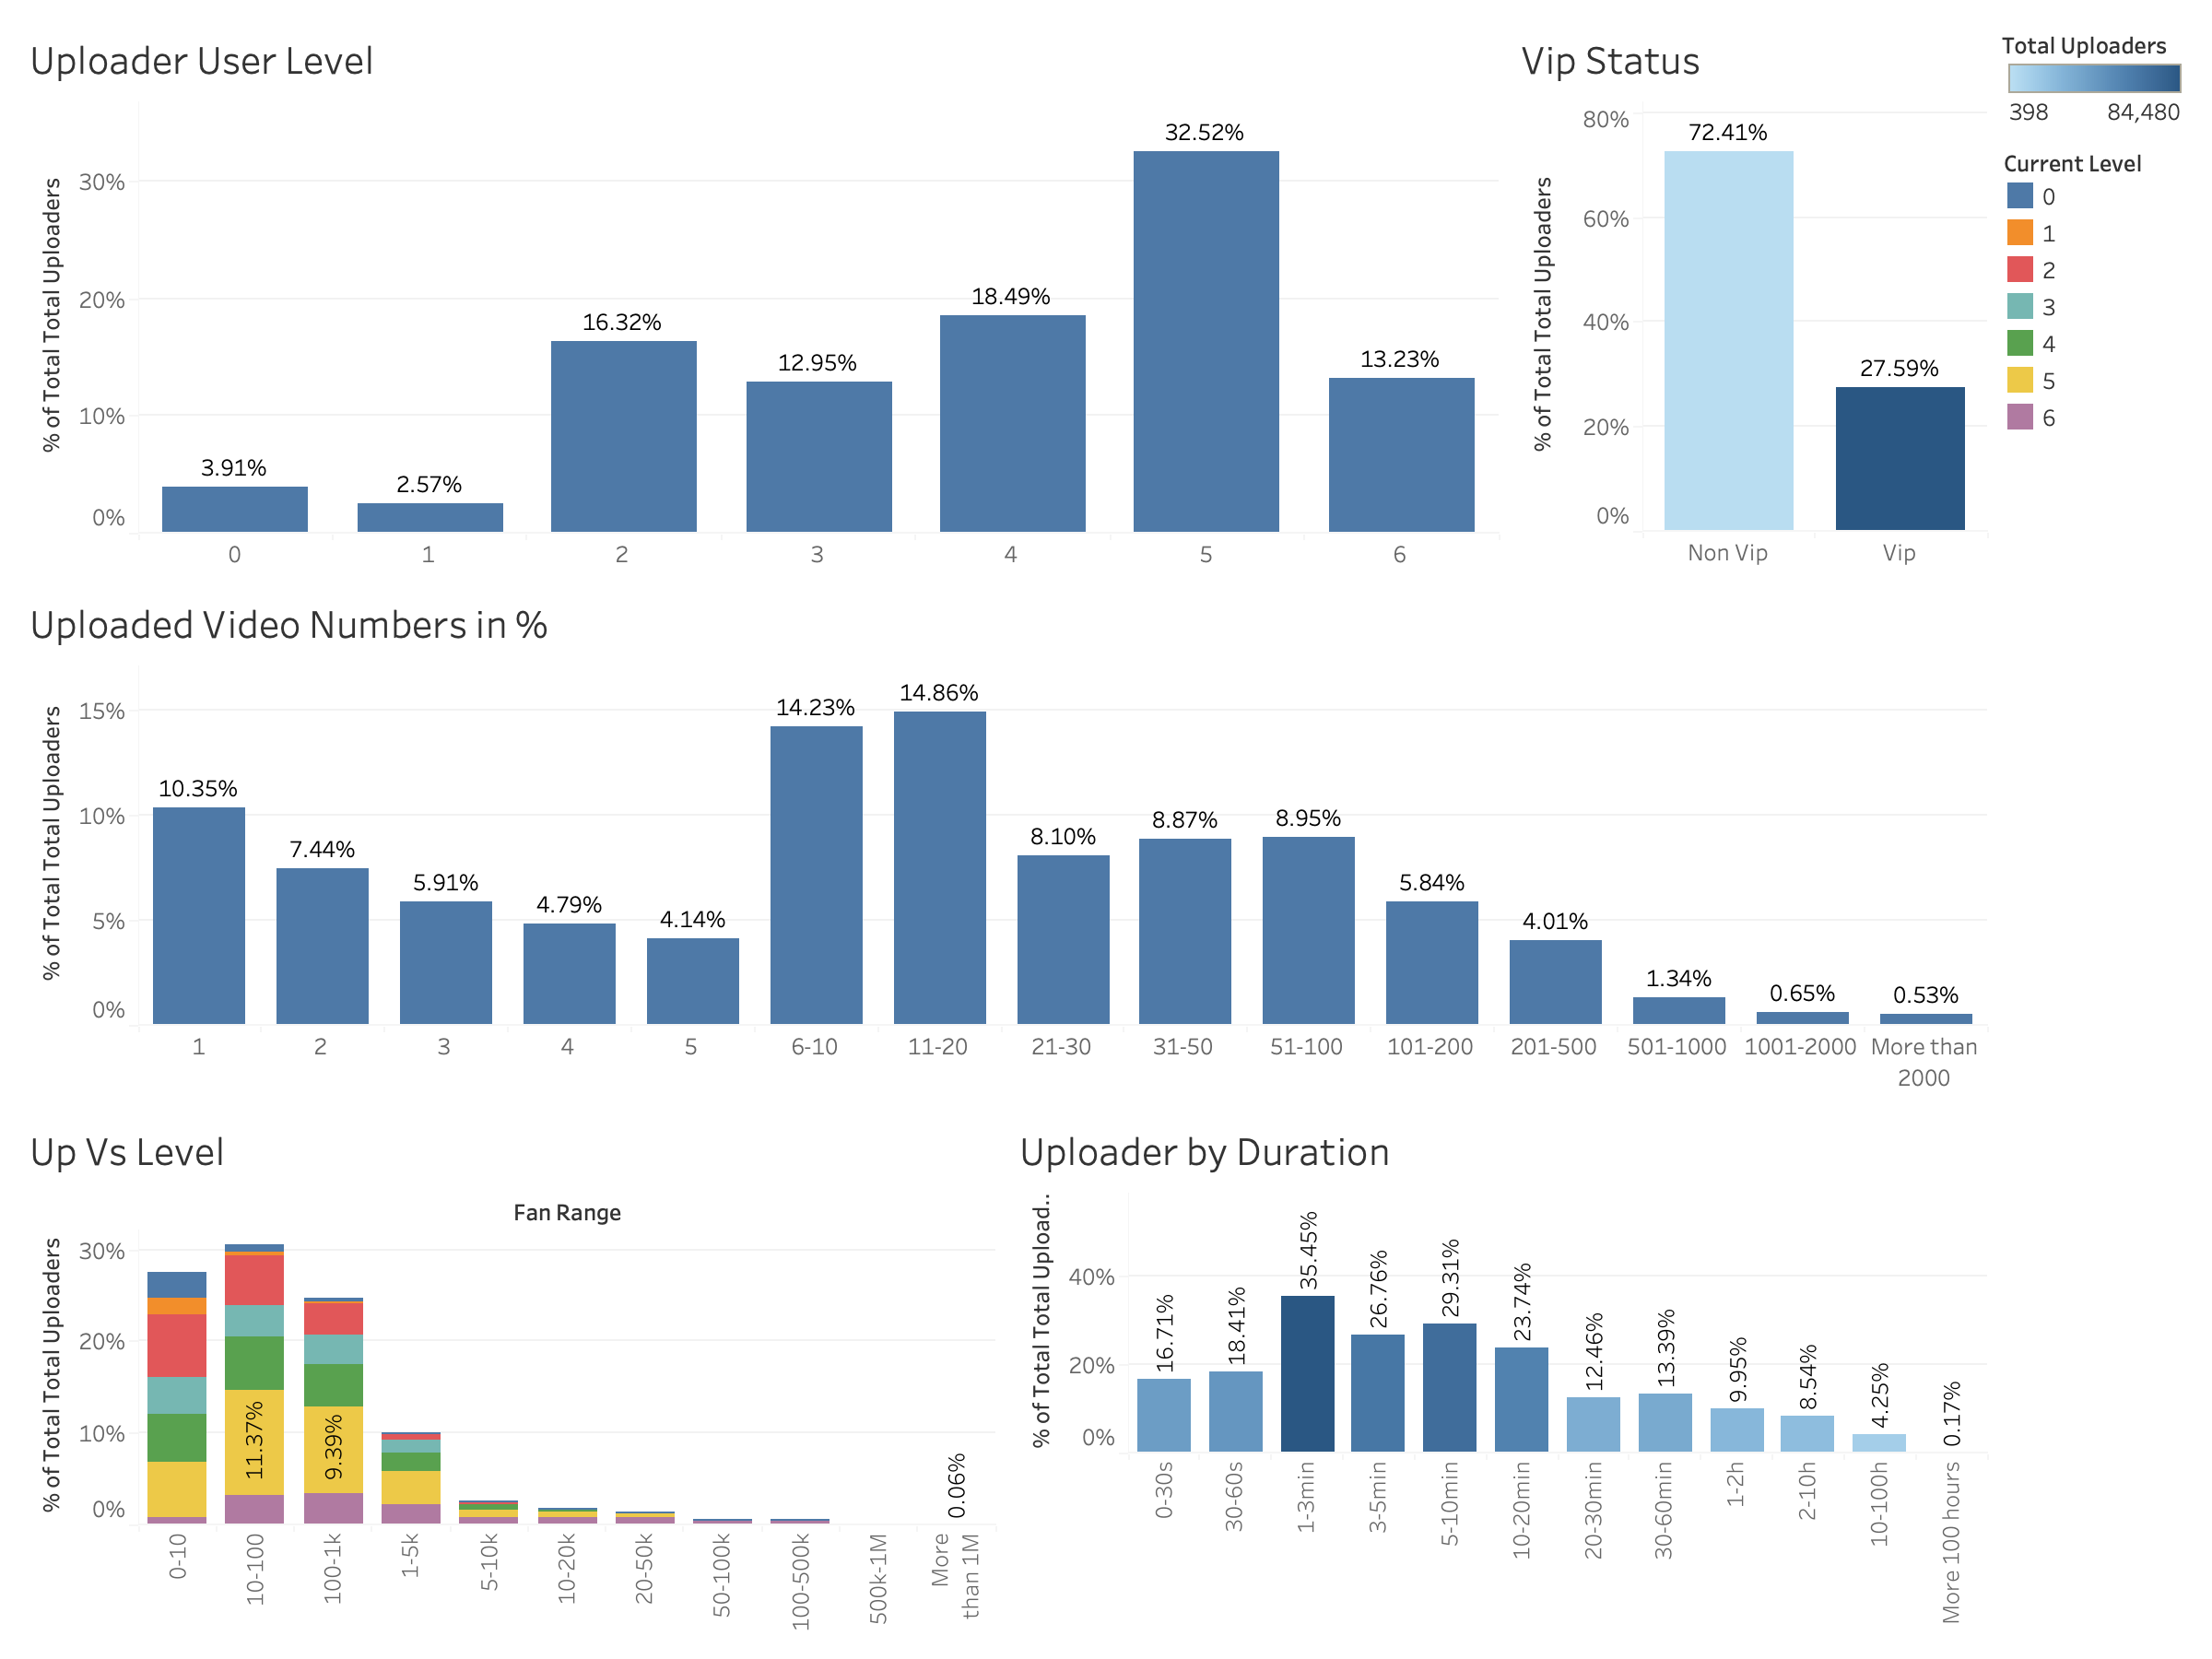 Uploader User Level
% of Total Total Uploaders
30%
20%
10%
0%
3.91%
2.57%
16.32%
12.95%
18.49%
32.52%
13.23%
0 1 2 3 4 5 6
Vip Status
% of Total Total Uploaders
80%
60%
40%
20%
0%
72.41%
27.59%
Non Vip Vip
Total Uploaders
398 84,480
Current Level
0
1
2
3
4
5
6
Uploaded Video Numbers in %
% of Total Total Uploaders
15%
10%
5%
0%
10.35%
7.44%
5.91%
4.79%
4.14%
14.23%
14.86%
8.10%
8.87%
8.95%
5.84%
4.01%
1.34%
0.65%
0.53%
1 2 3 4 5 6-10 11-20 21-30 31-50 51-100 101-200 201-500 501-1000 1001-2000 More than
2000
Up Vs Level
Fan Range
% of Total Total Uploaders
30%
20%
10%
0%
11.37%
9.39%
0.06%
0-10
10-100
100-1k
1-5k
5-10k
10-20k
20-50k
50-100k
100-500k
500k-1M
More
than 1M
Uploader by Duration
% of Total Total Upload..
40%
20%
0%
16.71%
18.41%
35.45%
26.76%
29.31%
23.74%
12.46%
13.39%
9.95%
8.54%
4.25%
0.17%
0-30s
30-60s
1-3min
3-5min
5-10min
10-20min
20-30min
30-60min
1-2h
2-10h
10-100h
More 100 hours